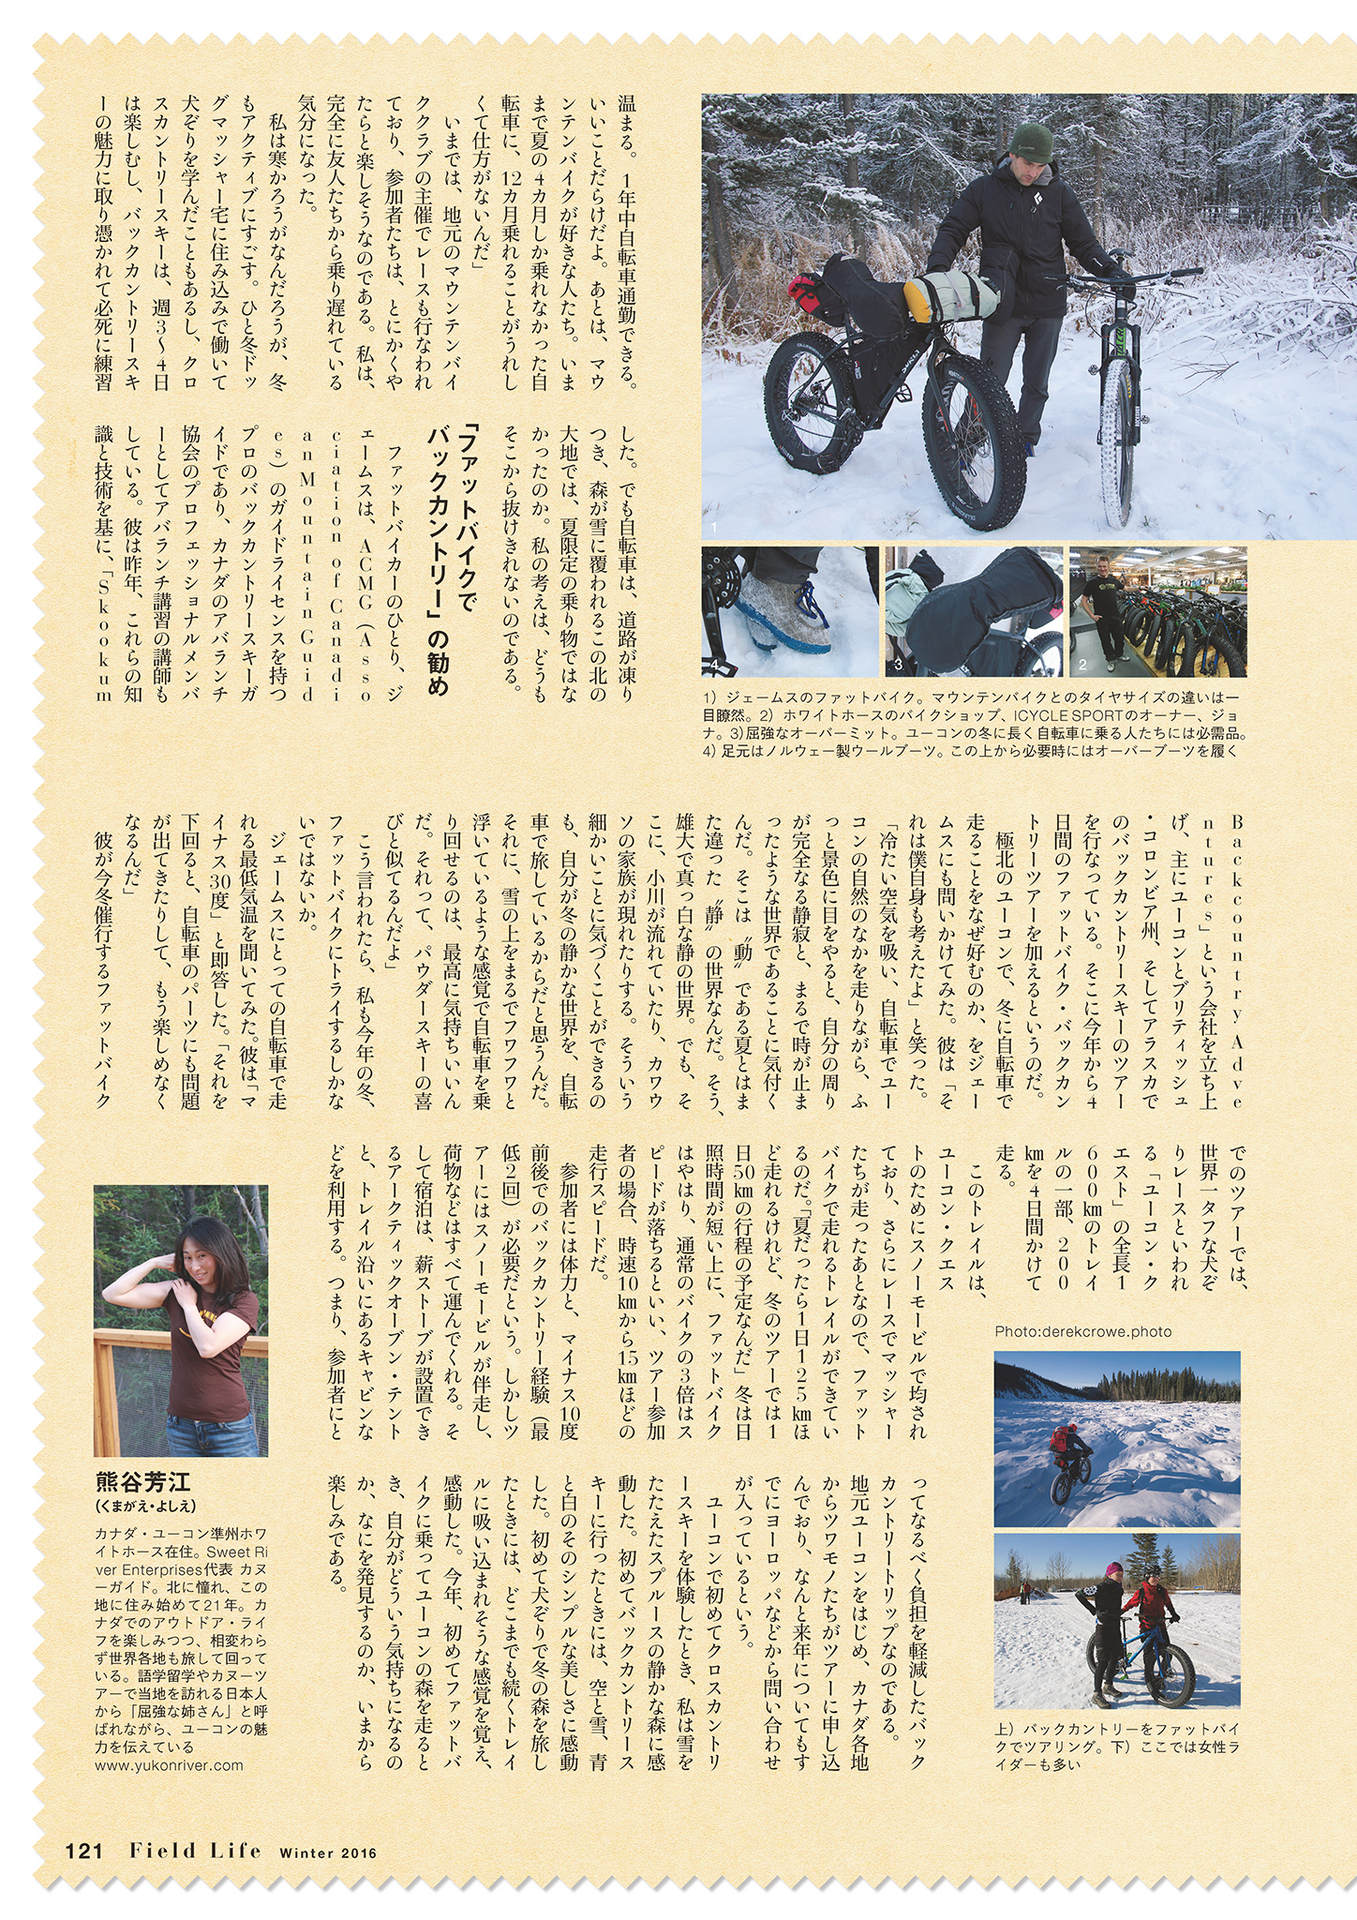 温まる。1年中自転車通勤できる。
いいことだらけだよ。あとは、マウ
ンテンバイクが好きな人たち。いま
まで夏の4カ月しか乗れなかった自
転車に、12カ月乗れることがうれし
くて仕方がないんだ」
いまでは、地元のマウンテンバイ
ククラブの主催でレースも行なわれ
ており、参加者たちは、とにかくや
たらと楽しそうなのである。私は、
完全に友人たちから乗り遅れている
気分になった。
私は寒かろうがなんだろうが、冬
もアクティブにすごす。ひと冬ドッ
グマッシャー宅に住み込みで働いて
犬ぞりを学んだこともあるし、クロ
スカントリースキーは、週3〜4日
は楽しむし、バックカントリースキ
ーの魅力に取り憑かれて必死に練習
した。でも自転車は、道路が凍り
つき、森が雪に覆われるこの北の
大地では、夏限定の乗り物ではな
かったのか。私の考えは、どうも
そこから抜けきれないのである。
「ファットバイクで
バックカントリー」の勧め
ファットバイカーのひとり、ジ
ェームスは、ACMG(Asso
ciation of Canadi
an Mountain Guid
es)のガイドライセンスを持つ
プロのバックカントリースキーガ
イドであり、カナダのアバランチ
協会のプロフェッショナルメンバ
ーとしてアバランチ講習の講師も
している。彼は昨年、これらの知
識と技術を基に、「Skookum
1
4
3
2
1）ジェームスのファットバイク。マウンテンバイクとのタイヤサイズの違いは一
目瞭然。2）ホワイトホースのバイクショップ、ICYCLE SPORTのオーナー、ジョ
ナ。3)屈強なオーバーミット。ユーコンの冬に長く自転車に乗る人たちには必需品。
4）足元はノルウェー製ウールブーツ。この上から必要時にはオーバーブーツを履く
Backcountry Adve
ntures」という会社を立ち上
げ、主にユーコンとブリティッシュ
・コロンビア州、そしてアラスカで
のバックカントリースキーのツアー
を行なっている。そこに今年から4
日間のファットバイク・バックカン
トリーツアーを加えるというのだ。
極北のユーコンで、冬に自転車で
走ることをなぜ好むのか、をジェー
ムスにも問いかけてみた。彼は「そ
れは僕自身も考えたよ」と笑った。
「冷たい空気を吸い、自転車でユー
コンの自然のなかを走りながら、ふ
っと景色に目をやると、自分の周り
が完全なる静寂と、まるで時が止ま
ったような世界であることに気付く
んだ。そこは〝動〟である夏とはま
た違った〝静〟の世界なんだ。そう、
雄大で真っ白な静の世界。でも、そ
こに、小川が流れていたり、カワウ
ソの家族が現れたりする。そういう
細かいことに気づくことができるの
も、自分が冬の静かな世界を、自転
車で旅しているからだと思うんだ。
それに、雪の上をまるでフワフワと
浮いているような感覚で自転車を乗
り回せるのは、最高に気持ちいいん
だ。それって、パウダースキーの喜
びと似てるんだよ」
こう言われたら、私も今年の冬、
ファットバイクにトライするしかな
いではないか。
ジェームスにとっての自転車で走
れる最低気温を聞いてみた。彼は「マ
イナス30度」と即答した。「それを
下回ると、自転車のパーツにも問題
が出てきたりして、もう楽しめなく
なるんだ」
彼が今冬催行するファットバイク
でのツアーでは、
世界一タフな犬ぞ
りレースといわれ
る「ユーコン・ク
エスト」の全長1
600kmのトレイ
ルの一部、200
kmを4日間かけて
走る。
このトレイルは、
ユーコン・クエス
トのためにスノーモービルで均され
ており、さらにレースでマッシャー
たちが走ったあとなので、ファット
バイクで走れるトレイルができてい
るのだ。「夏だったら1日125kmほ
ど走れるけれど、冬のツアーでは1
日50kmの行程の予定なんだ」冬は日
照時間が短い上に、ファットバイク
はやはり、通常のバイクの3倍はス
ピードが落ちるといい、ツアー参加
者の場合、時速10kmから15kmほどの
走行スピードだ。
参加者には体力と、マイナス10度
前後でのバックカントリー経験（最
低2回）が必要だという。しかしツ
アーにはスノーモービルが伴走し、
荷物などはすべて運んでくれる。そ
して宿泊は、薪ストーブが設置でき
るアークティックオーブン・テント
と、トレイル沿いにあるキャビンな
どを利用する。つまり、参加者にと
ってなるべく負担を軽減したバック
カントリートリップなのである。
地元ユーコンをはじめ、カナダ各地
からツワモノたちがツアーに申し込
んでおり、なんと来年についてもす
でにヨーロッパなどから問い合わせ
が入っているという。
ユーコンで初めてクロスカントリ
ースキーを体験したとき、私は雪を
たたえたスプルースの静かな森に感
動した。初めてバックカントリース
キーに行ったときには、空と雪、青
と白のそのシンプルな美しさに感動
した。初めて犬ぞりで冬の森を旅し
たときには、どこまでも続くトレイ
ルに吸い込まれそうな感覚を覚え、
感動した。今年、初めてファットバ
イクに乗ってユーコンの森を走ると
き、自分がどういう気持ちになるの
か、なにを発見するのか、いまから
楽しみである。
Photo:derekcrowe.photo
上）バックカントリーをファットバイ
クでツアリング。下）ここでは女性ラ
イダーも多い
熊谷芳江
（くまがえ・よしえ）
カナダ・ユーコン準州ホワ
イトホース在住。Sweet Ri
ver Enterprises代表 カヌ
ーガイド。北に憧れ、この
地に住み始めて21年。カ
ナダでのアウトドア・ライ
フを楽しみつつ、相変わら
ず世界各地も旅して回って
いる。語学留学やカヌーツ
アーで当地を訪れる日本人
から「屈強な姉さん」と呼
ばれながら、ユーコンの魅
力を伝えている
www.yukonriver.com
121 Field Life Winter 2016